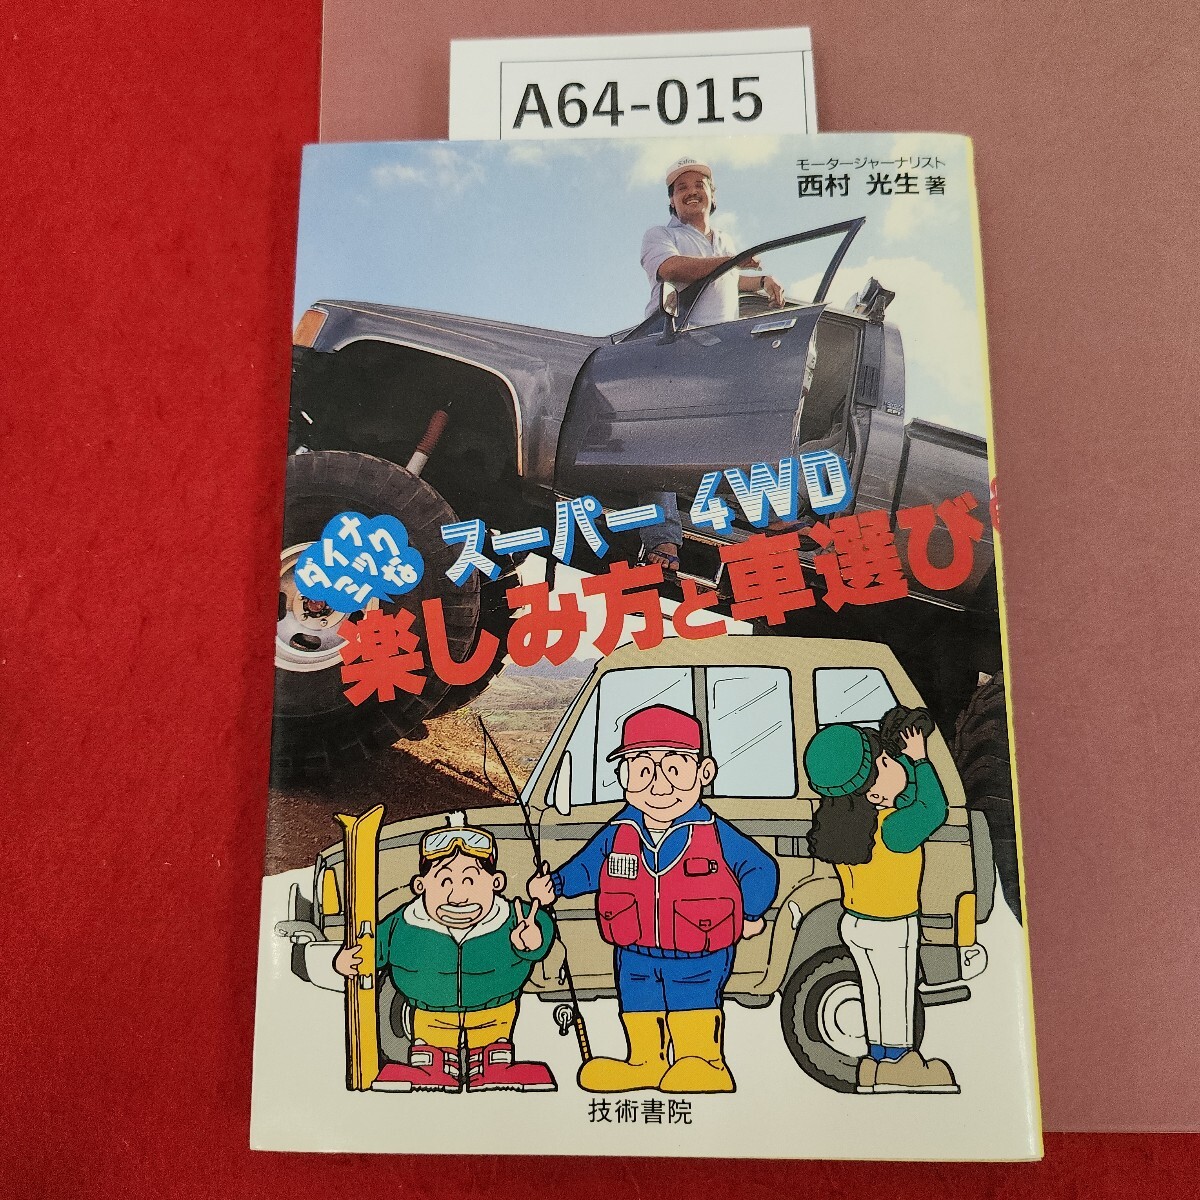 A64-015
モータージャーナリスト
西村 光生 著
スーパー 4WD
ダイナ
ミック
な
楽しみ方と車選び
技術書院